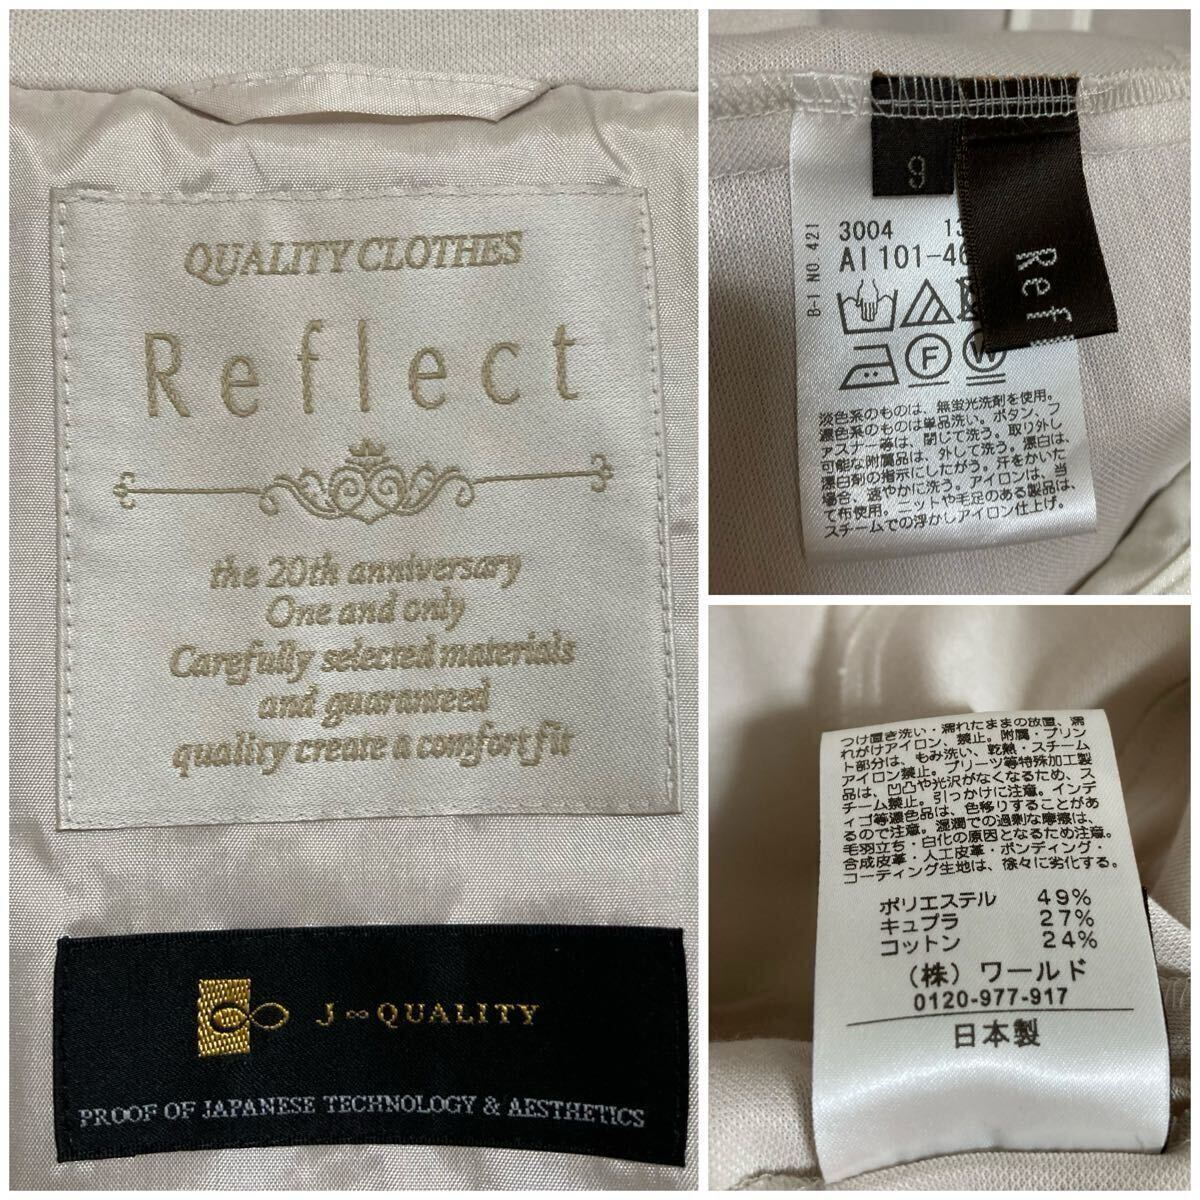 QUALITY CLOTHES
Reflect
the 20th anniversary
One and only
Carefully selected materials
and guaranteed
quality create a comfort fit
J∞QUALITY
PROOF OF JAPANESE TECHNOLOGY & AESTHETICS
9
Ref
B-I NO 421
3004 13
AI 101-46
F
W
淡色系のものは、無蛍光洗剤を使用。
濃色系のものは単品洗い。ボタン、フ
ァスナー等は、閉じて洗う。取り外し
可能な附属品は、外して洗う。漂白は、
漂白剤の指示にしたがう。汗をかいた
場合、速やかに洗う。アイロンは、当
て布使用。ニットや毛足のある製品は、
スチームでの浮かしアイロン仕上げ。
つけ置き洗い・濡れたままの放置、濡
れがけアイロン、禁止。附属・プリン
ト部分は、もみ洗い、乾熱・スチーム
アイロン禁止。プリーツ等特殊加工製
品は、凹凸や光沢がなくなるため、ス
チーム禁止。引っかけに注意。インデ
ィゴ等濃色品は、色移りすることがあ
るので注意。湿潤での過剰な摩擦は、
毛羽立ち・白化の原因となるため注意。
合成皮革・人工皮革・ボンディング・
コーティング生地は、徐々に劣化する。
ポリエステル 49%
キュプラ 27%
コットン 24%
（株）ワールド
0120-977-917
日本製